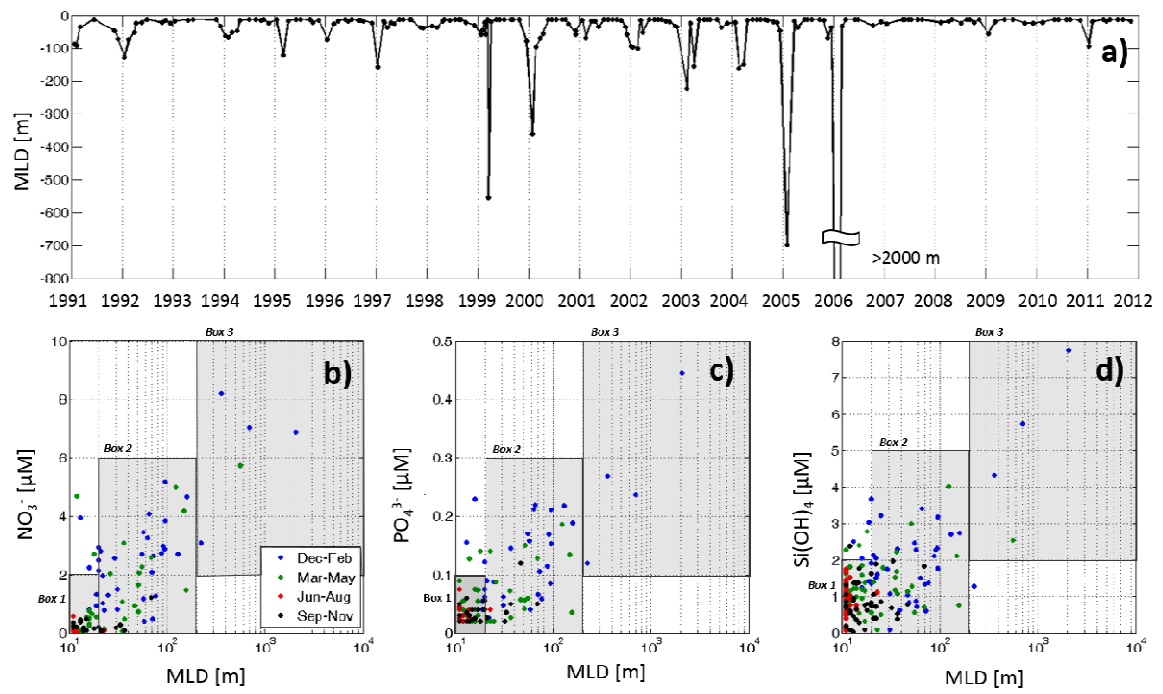 0
-100
-200
-300
-400
-500
-600
-700
-800
MLD [m]
a)
>2000 m
1991 1992 1993 1994 1995 1996 1997 1998 1999 2000 2001 2002 2003 2004 2005 2006 2007 2008 2009 2010 2011 2012
Box 3
b)
Box 2
Box 1
10
8
6
4
2
0
NO₃⁻ [µM]
Dec-Feb
Mar-May
Jun-Aug
Sep-Nov
10¹ 10² 10³ 10⁴
MLD [m]
Box 3
c)
Box 2
Box 1
0.5
0.4
0.3
0.2
0.1
0
PO₄³⁻ [µM]
10¹ 10² 10³ 10⁴
MLD [m]
Box 3
d)
Box 2
Box 1
8
7
6
5
4
3
2
1
0
Si(OH)₄ [µM]
10¹ 10² 10³ 10⁴
MLD [m]